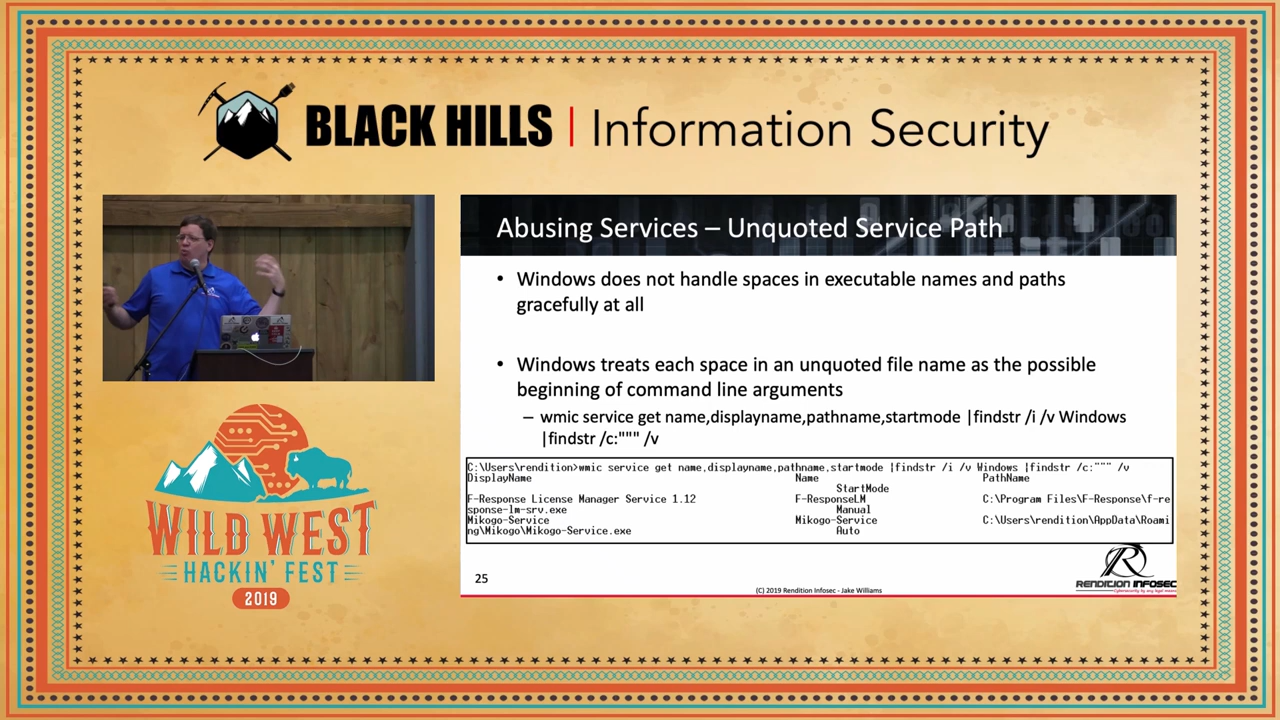 BLACK HILLS | Information Security
Abusing Services – Unquoted Service Path
• Windows does not handle spaces in executable names and paths
gracefully at all
• Windows treats each space in an unquoted file name as the possible
beginning of command line arguments
– wmic service get name,displayname,pathname,startmode |findstr /i /v Windows
|findstr /c:""" /v
C:\Users\rendition>wmic service get name,displayname,pathname,startmode |findstr /i /v Windows |findstr /c:""" /v
DisplayName Name PathName
StartMode
F-Response License Manager Service 1.12 F-ResponseLM C:\Program Files\F-Response\f-re
sponse-lm-srv.exe Manual
Mikogo-Service Mikogo-Service C:\Users\rendition\AppData\Roami
ng\Mikogo\Mikogo-Service.exe Auto
25
(C) 2019 Rendition Infosec - Jake Williams
RENDITION INFOSEC
WILD WEST
HACKIN' FEST
2019